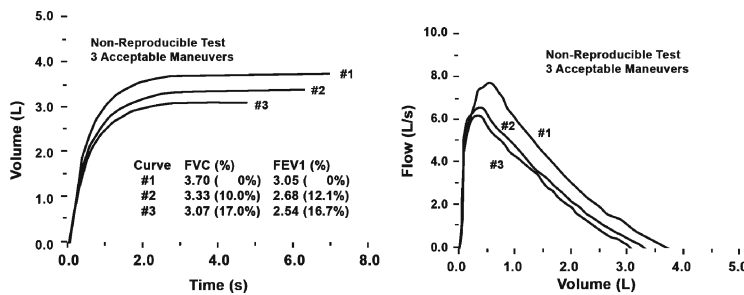 5.0
4.0
3.0
2.0
1.0
0.0
Volume (L)
Non-Reproducible Test
3 Acceptable Maneuvers
#1
#2
#3
Curve FVC (%) FEV1 (%)
#1 3.70 ( 0%) 3.05 ( 0%)
#2 3.33 (10.0%) 2.68 (12.1%)
#3 3.07 (17.0%) 2.54 (16.7%)
0.0 2.0 4.0 6.0 8.0
Time (s)
10.0
8.0
6.0
4.0
2.0
0.0
Flow (L/s)
Non-Reproducible Test
3 Acceptable Maneuvers
#1
#2
#3
0.0 1.0 2.0 3.0 4.0 5.0
Volume (L)